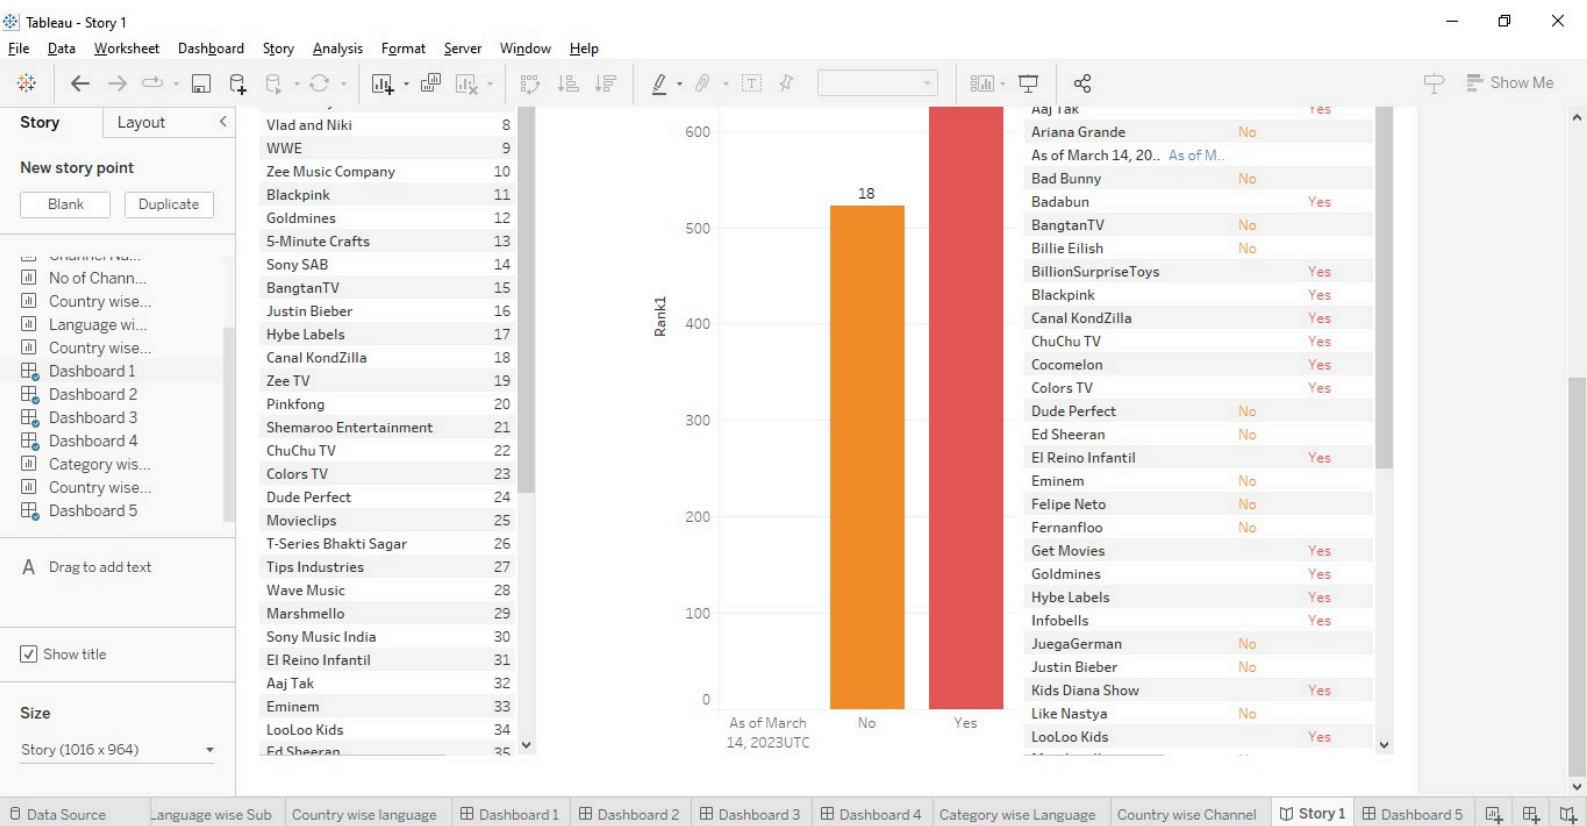 Tableau - Story 1
File Data Worksheet Dashboard Story Analysis Format Server Window Help
Show Me
Story Layout
New story point
Blank Duplicate
No of Chann...
Country wise...
Language wi...
Country wise...
Dashboard 1
Dashboard 2
Dashboard 3
Dashboard 4
Category wis...
Country wise...
Dashboard 5
A Drag to add text
Show title
Size
Story (1016 x 964)
Vlad and Niki 8
WWE 9
Zee Music Company 10
Blackpink 11
Goldmines 12
5-Minute Crafts 13
Sony SAB 14
BangtanTV 15
Justin Bieber 16
Hybe Labels 17
Canal KondZilla 18
Zee TV 19
Pinkfong 20
Shemaroo Entertainment 21
ChuChu TV 22
Colors TV 23
Dude Perfect 24
Movieclips 25
T-Series Bhakti Sagar 26
Tips Industries 27
Wave Music 28
Marshmello 29
Sony Music India 30
El Reino Infantil 31
Aaj Tak 32
Eminem 33
LooLoo Kids 34
Ed Sheeran 35
Rank1
600
500
400
300
200
100
0
18
As of March
14, 2023UTC
No
Yes
Aaj Tak Yes
Ariana Grande No
As of March 14, 20.. As of M..
Bad Bunny No
Badabun Yes
BangtanTV No
Billie Eilish No
BillionSurpriseToys Yes
Blackpink Yes
Canal KondZilla Yes
ChuChu TV Yes
Cocomelon Yes
Colors TV Yes
Dude Perfect No
Ed Sheeran No
El Reino Infantil Yes
Eminem No
Felipe Neto No
Fernanfloo No
Get Movies Yes
Goldmines Yes
Hybe Labels Yes
Infobells Yes
JuegaGerman No
Justin Bieber No
Kids Diana Show Yes
Like Nastya No
LooLoo Kids Yes
Data Source Language wise Sub Country wise language Dashboard 1 Dashboard 2 Dashboard 3 Dashboard 4 Category wise Language Country wise Channel Story 1 Dashboard 5